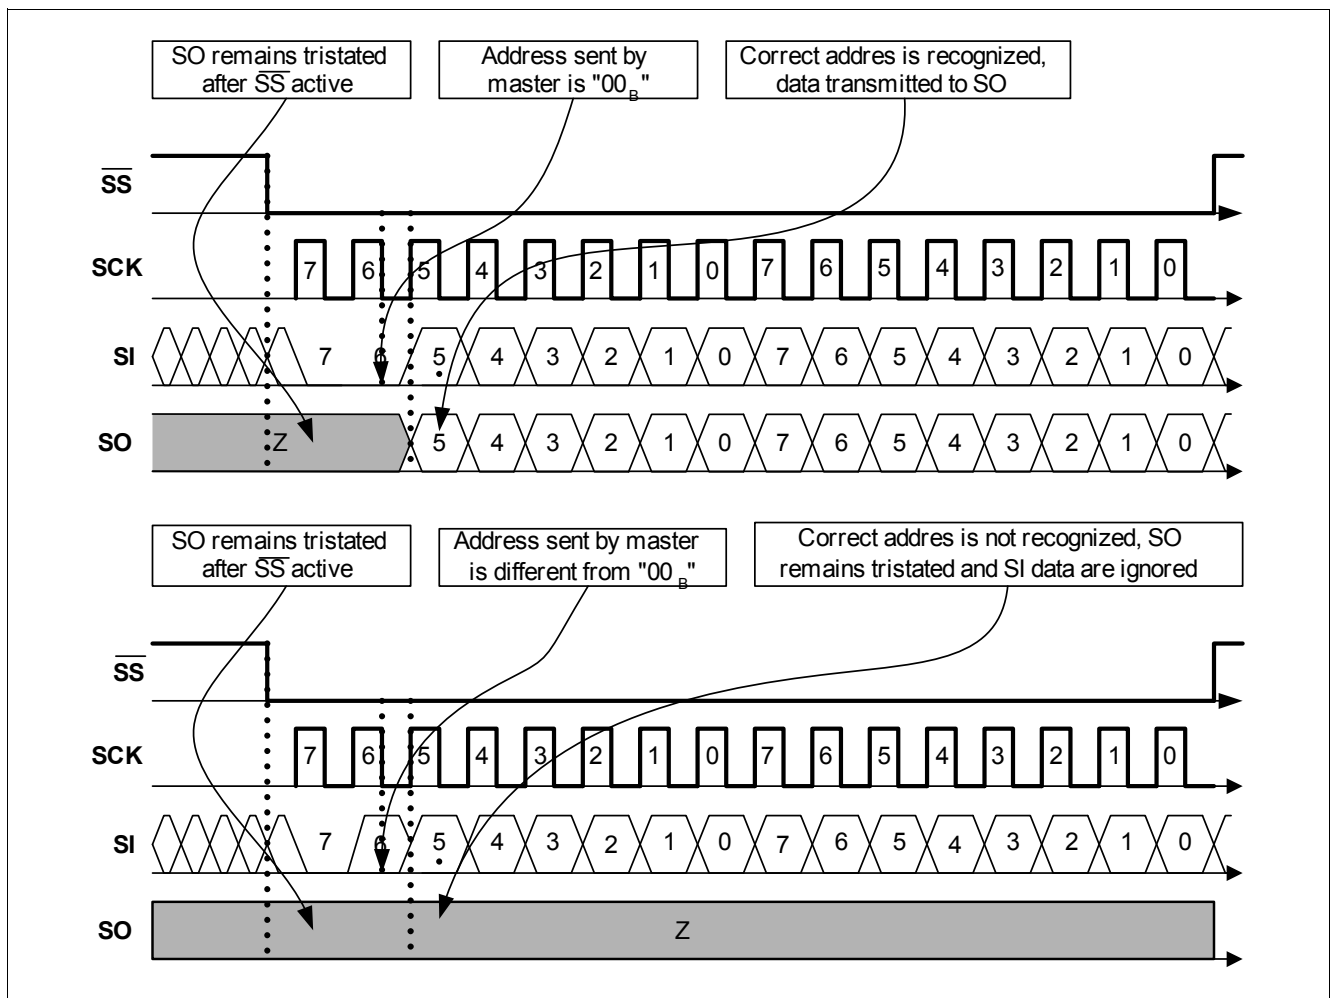 SO remains tristated
after SS active
Address sent by
master is "00B"
Correct addres is recognized,
data transmitted to SO
SS
SCK 7 6 5 4 3 2 1 0 7 6 5 4 3 2 1 0
SI 7 6 5 4 3 2 1 0 7 6 5 4 3 2 1 0
SO Z 5 4 3 2 1 0 7 6 5 4 3 2 1 0
SO remains tristated
after SS active
Address sent by master
is different from "00B"
Correct addres is not recognized, SO
remains tristated and SI data are ignored
SS
SCK 7 6 5 4 3 2 1 0 7 6 5 4 3 2 1 0
SI 7 6 5 4 3 2 1 0 7 6 5 4 3 2 1 0
SO Z